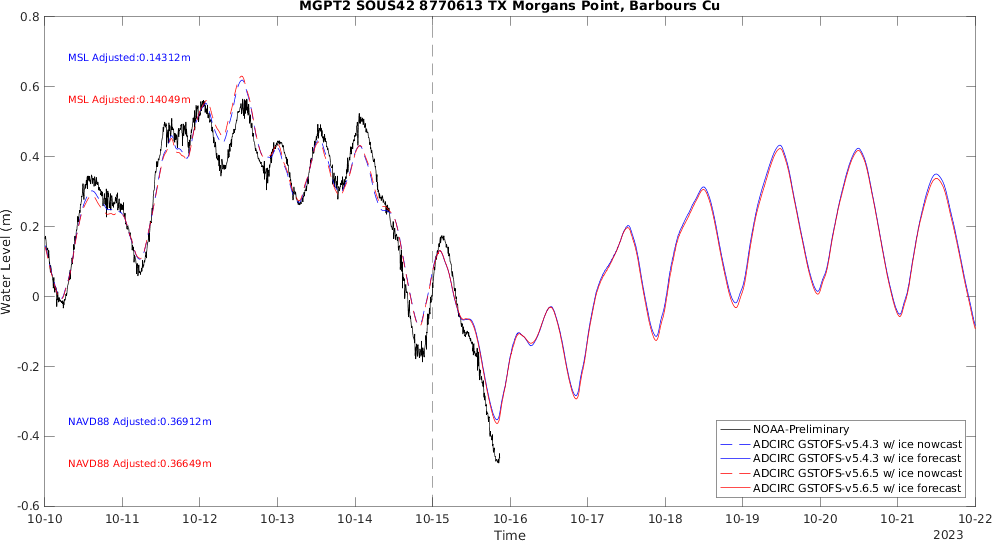 MGPT2 SOUS42 8770613 TX Morgans Point, Barbours Cu
Water Level (m)
0.8
0.6
0.4
0.2
0
-0.2
-0.4
-0.6
MSL Adjusted:0.14312m
MSL Adjusted:0.14049m
NAVD88 Adjusted:0.36912m
NAVD88 Adjusted:0.36649m
NOAA-Preliminary
ADCIRC GSTOFS-v5.4.3 w/ ice nowcast
ADCIRC GSTOFS-v5.4.3 w/ ice forecast
ADCIRC GSTOFS-v5.6.5 w/ ice nowcast
ADCIRC GSTOFS-v5.6.5 w/ ice forecast
10-10 10-11 10-12 10-13 10-14 10-15 10-16 10-17 10-18 10-19 10-20 10-21 10-22
Time
2023